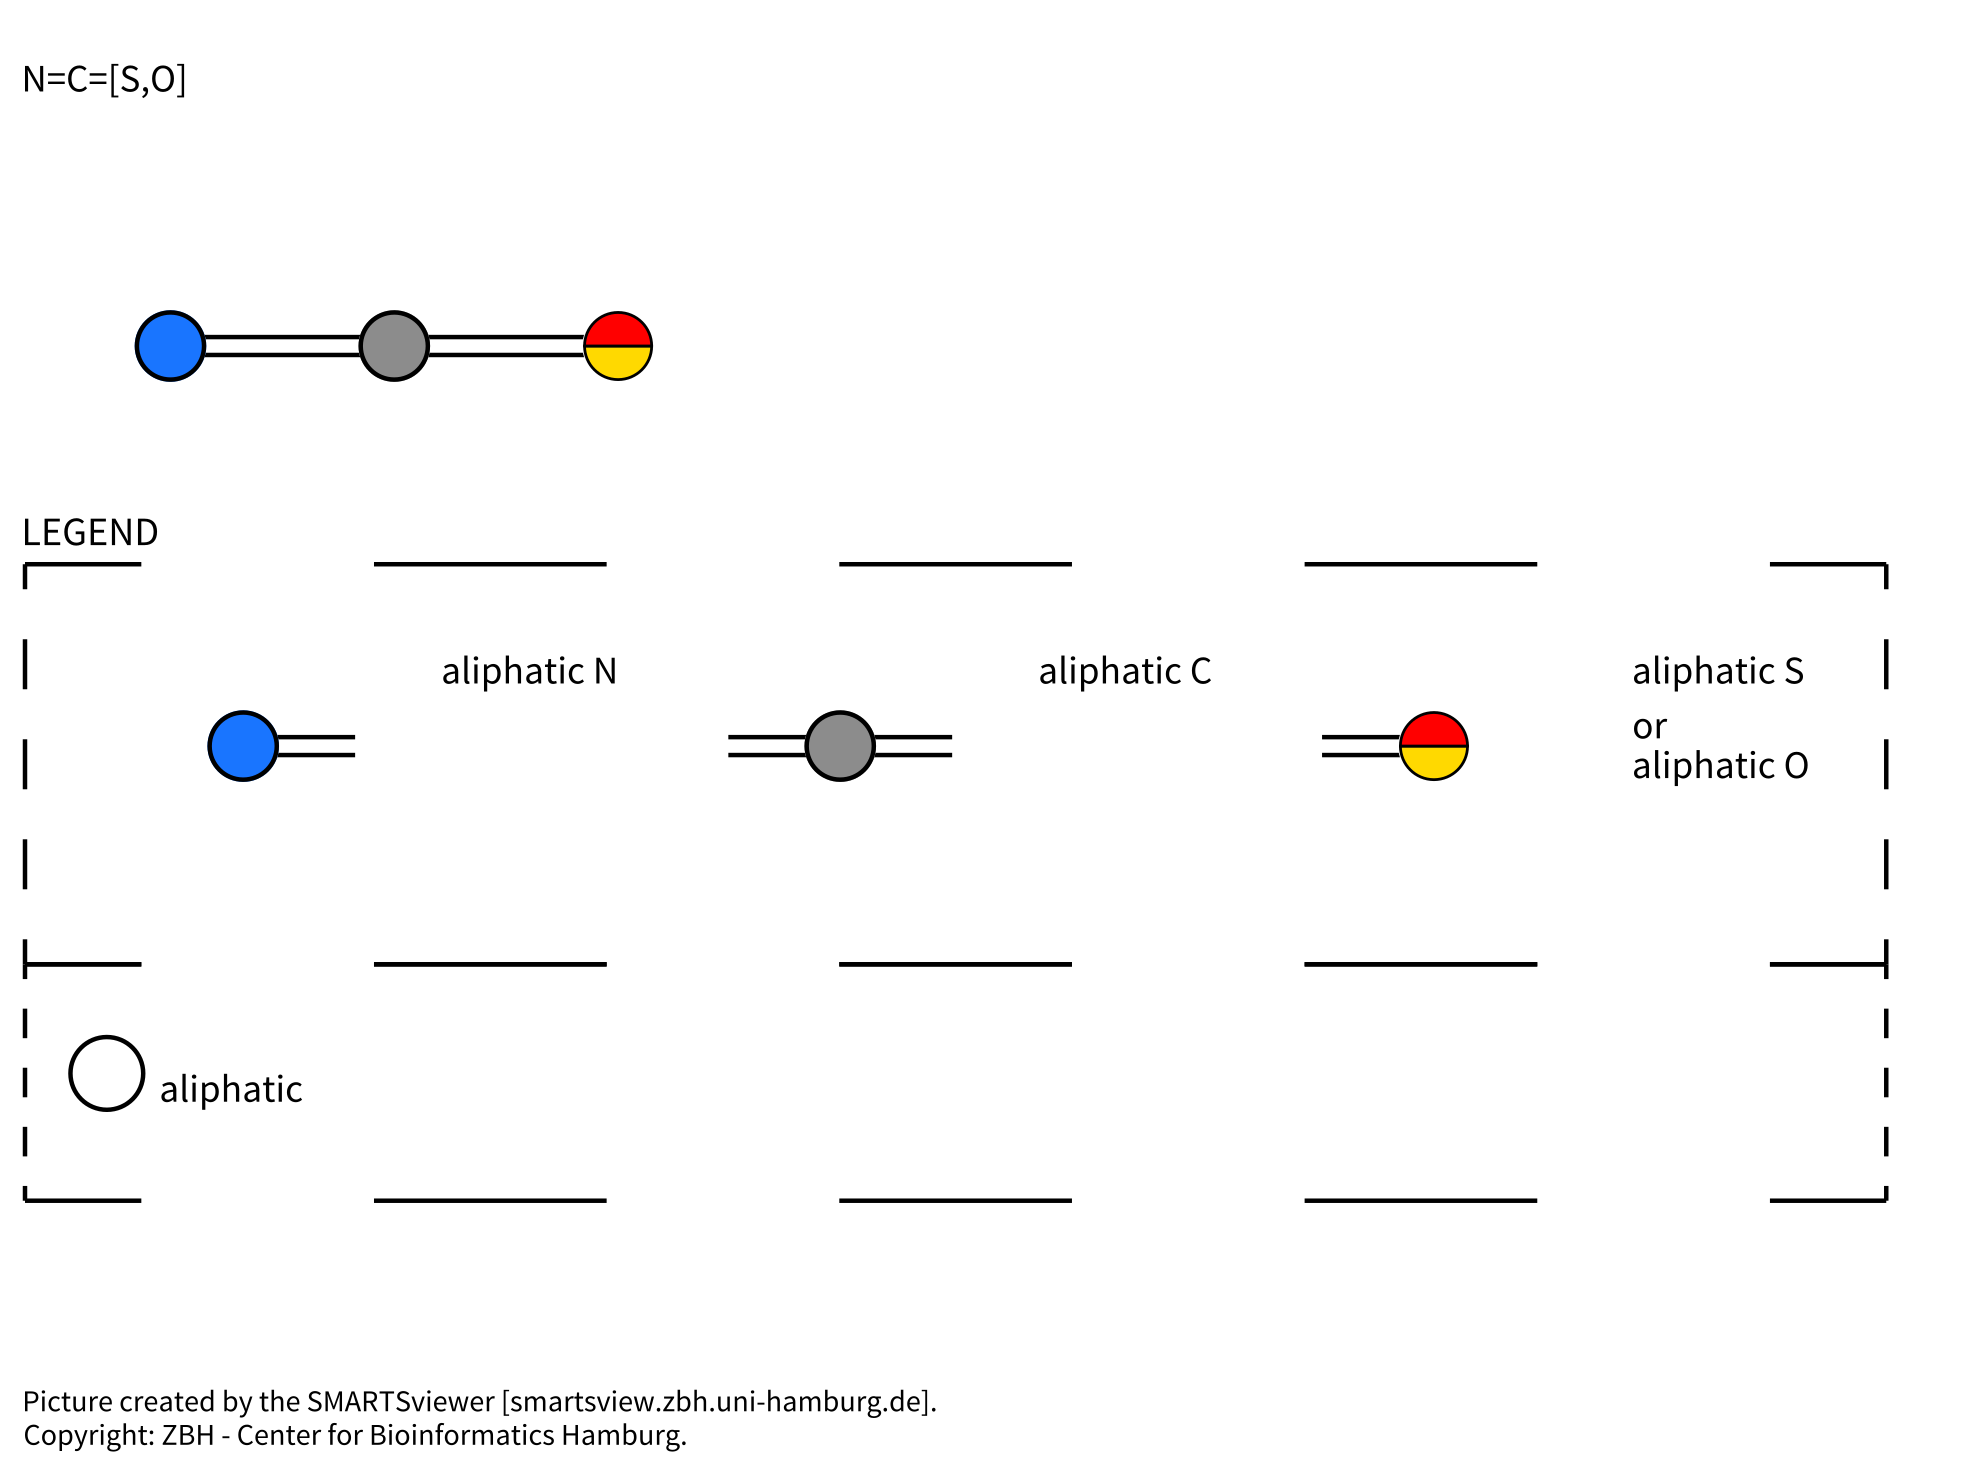 N=C=[S,O]
LEGEND
aliphatic N
aliphatic C
aliphatic S
or
aliphatic O
aliphatic
Picture created by the SMARTSviewer [smartsview.zbh.uni-hamburg.de].
Copyright: ZBH - Center for Bioinformatics Hamburg.